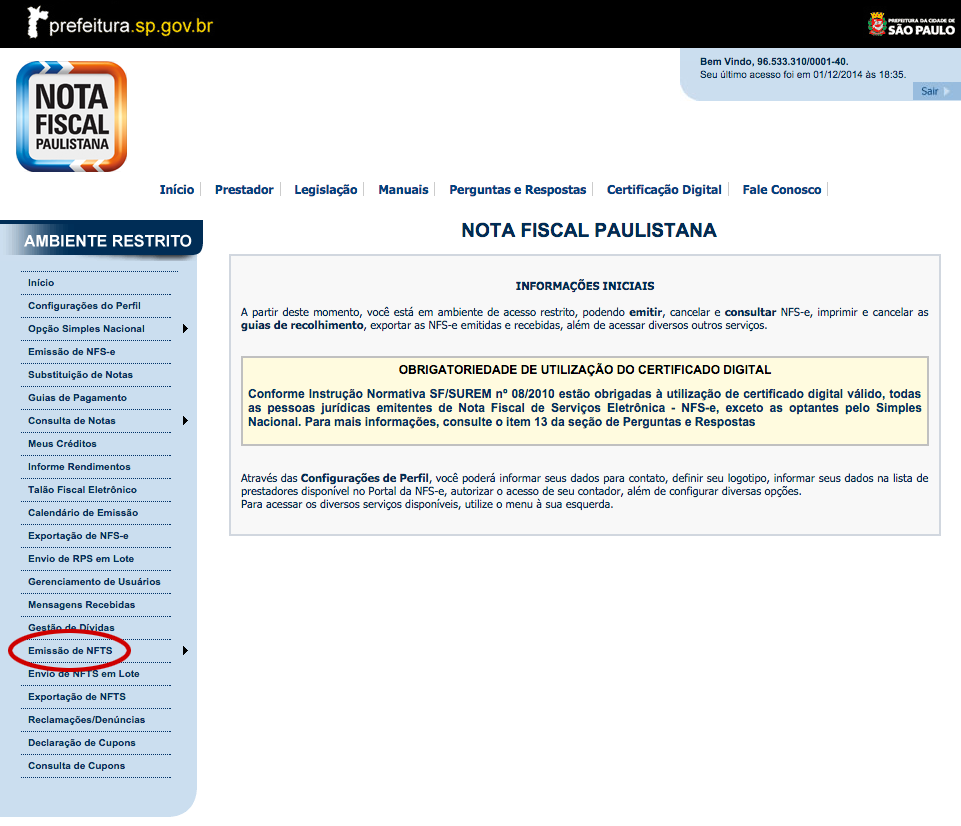 prefeitura.sp.gov.br
PREFEITURA DA CIDADE DE
SÃO PAULO
Bem Vindo, 96.533.310/0001-40.
Seu último acesso foi em 01/12/2014 às 18:35.
Sair
NOTA
FISCAL
PAULISTANA
Início
Prestador
Legislação
Manuais
Perguntas e Respostas
Certificação Digital
Fale Conosco
AMBIENTE RESTRITO
Início
Configurações do Perfil
Opção Simples Nacional
Emissão de NFS-e
Substituição de Notas
Guias de Pagamento
Consulta de Notas
Meus Créditos
Informe Rendimentos
Talão Fiscal Eletrônico
Calendário de Emissão
Exportação de NFS-e
Envio de RPS em Lote
Gerenciamento de Usuários
Mensagens Recebidas
Gestão de Dívidas
Emissão de NFTS
Envio de NFTS em Lote
Exportação de NFTS
Reclamações/Denúncias
Declaração de Cupons
Consulta de Cupons
NOTA FISCAL PAULISTANA
INFORMAÇÕES INICIAIS
A partir deste momento, você está em ambiente de acesso restrito, podendo emitir, cancelar e consultar NFS-e, imprimir e cancelar as
guias de recolhimento, exportar as NFS-e emitidas e recebidas, além de acessar diversos outros serviços.
OBRIGATORIEDADE DE UTILIZAÇÃO DO CERTIFICADO DIGITAL
Conforme Instrução Normativa SF/SUREM nº 08/2010 estão obrigadas à utilização de certificado digital válido, todas
as pessoas jurídicas emitentes de Nota Fiscal de Serviços Eletrônica - NFS-e, exceto as optantes pelo Simples
Nacional. Para mais informações, consulte o item 13 da seção de Perguntas e Respostas
Através das Configurações de Perfil, você poderá informar seus dados para contato, definir seu logotipo, informar seus dados na lista de
prestadores disponível no Portal da NFS-e, autorizar o acesso de seu contador, além de configurar diversas opções.
Para acessar os diversos serviços disponíveis, utilize o menu à sua esquerda.